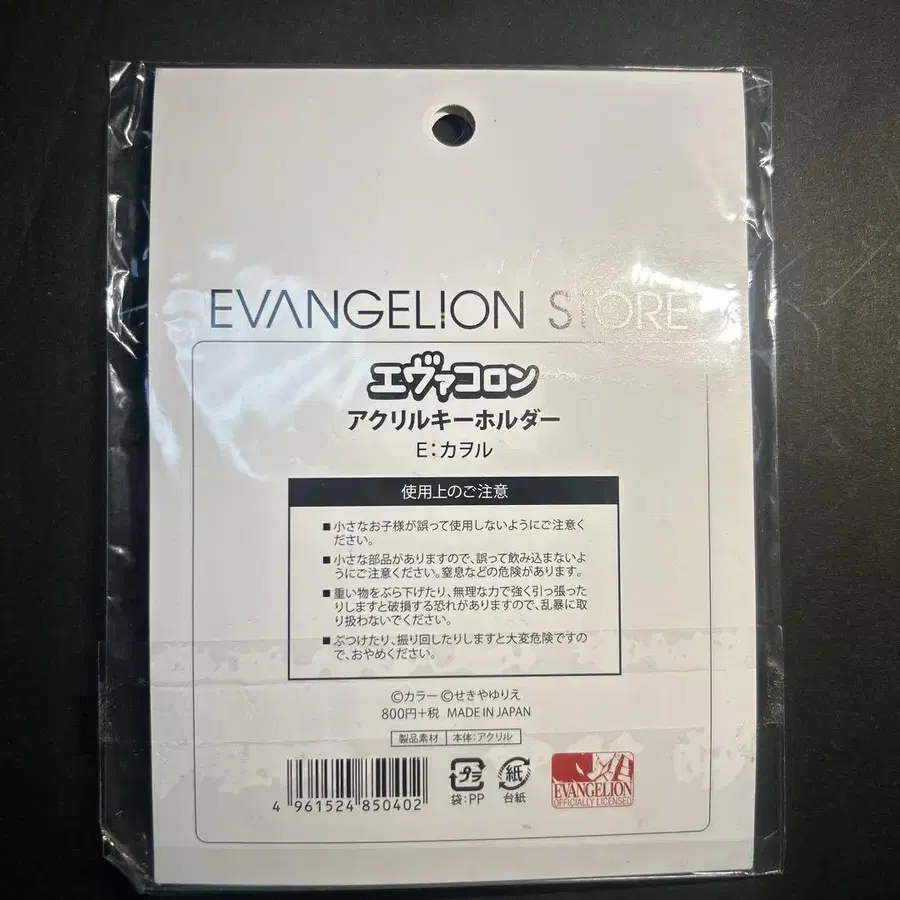 EVANGELION STORE
エヴァコロン
アクリルキーホルダー
E：カヲル
使用上のご注意
■小さなお子様が誤って使用しないようにご注意く
ださい。
■小さな部品がありますので、誤って飲み込まない
ようにご注意ください。窒息などの危険があります。
■重い物をぶら下げたり、無理な力で強く引っ張った
りしますと破損する恐れがありますので、乱暴に取
り扱わないでください。
■ぶつけたり、振り回したりしますと大変危険ですの
で、おやめください。
©カラー ©せきやゆりえ
800円+税 MADE IN JAPAN
製品素材 本体：アクリル
4 961524 850402
プラ
袋：PP
紙
台紙
EVANGELION
OFFICIALLY LICENSED